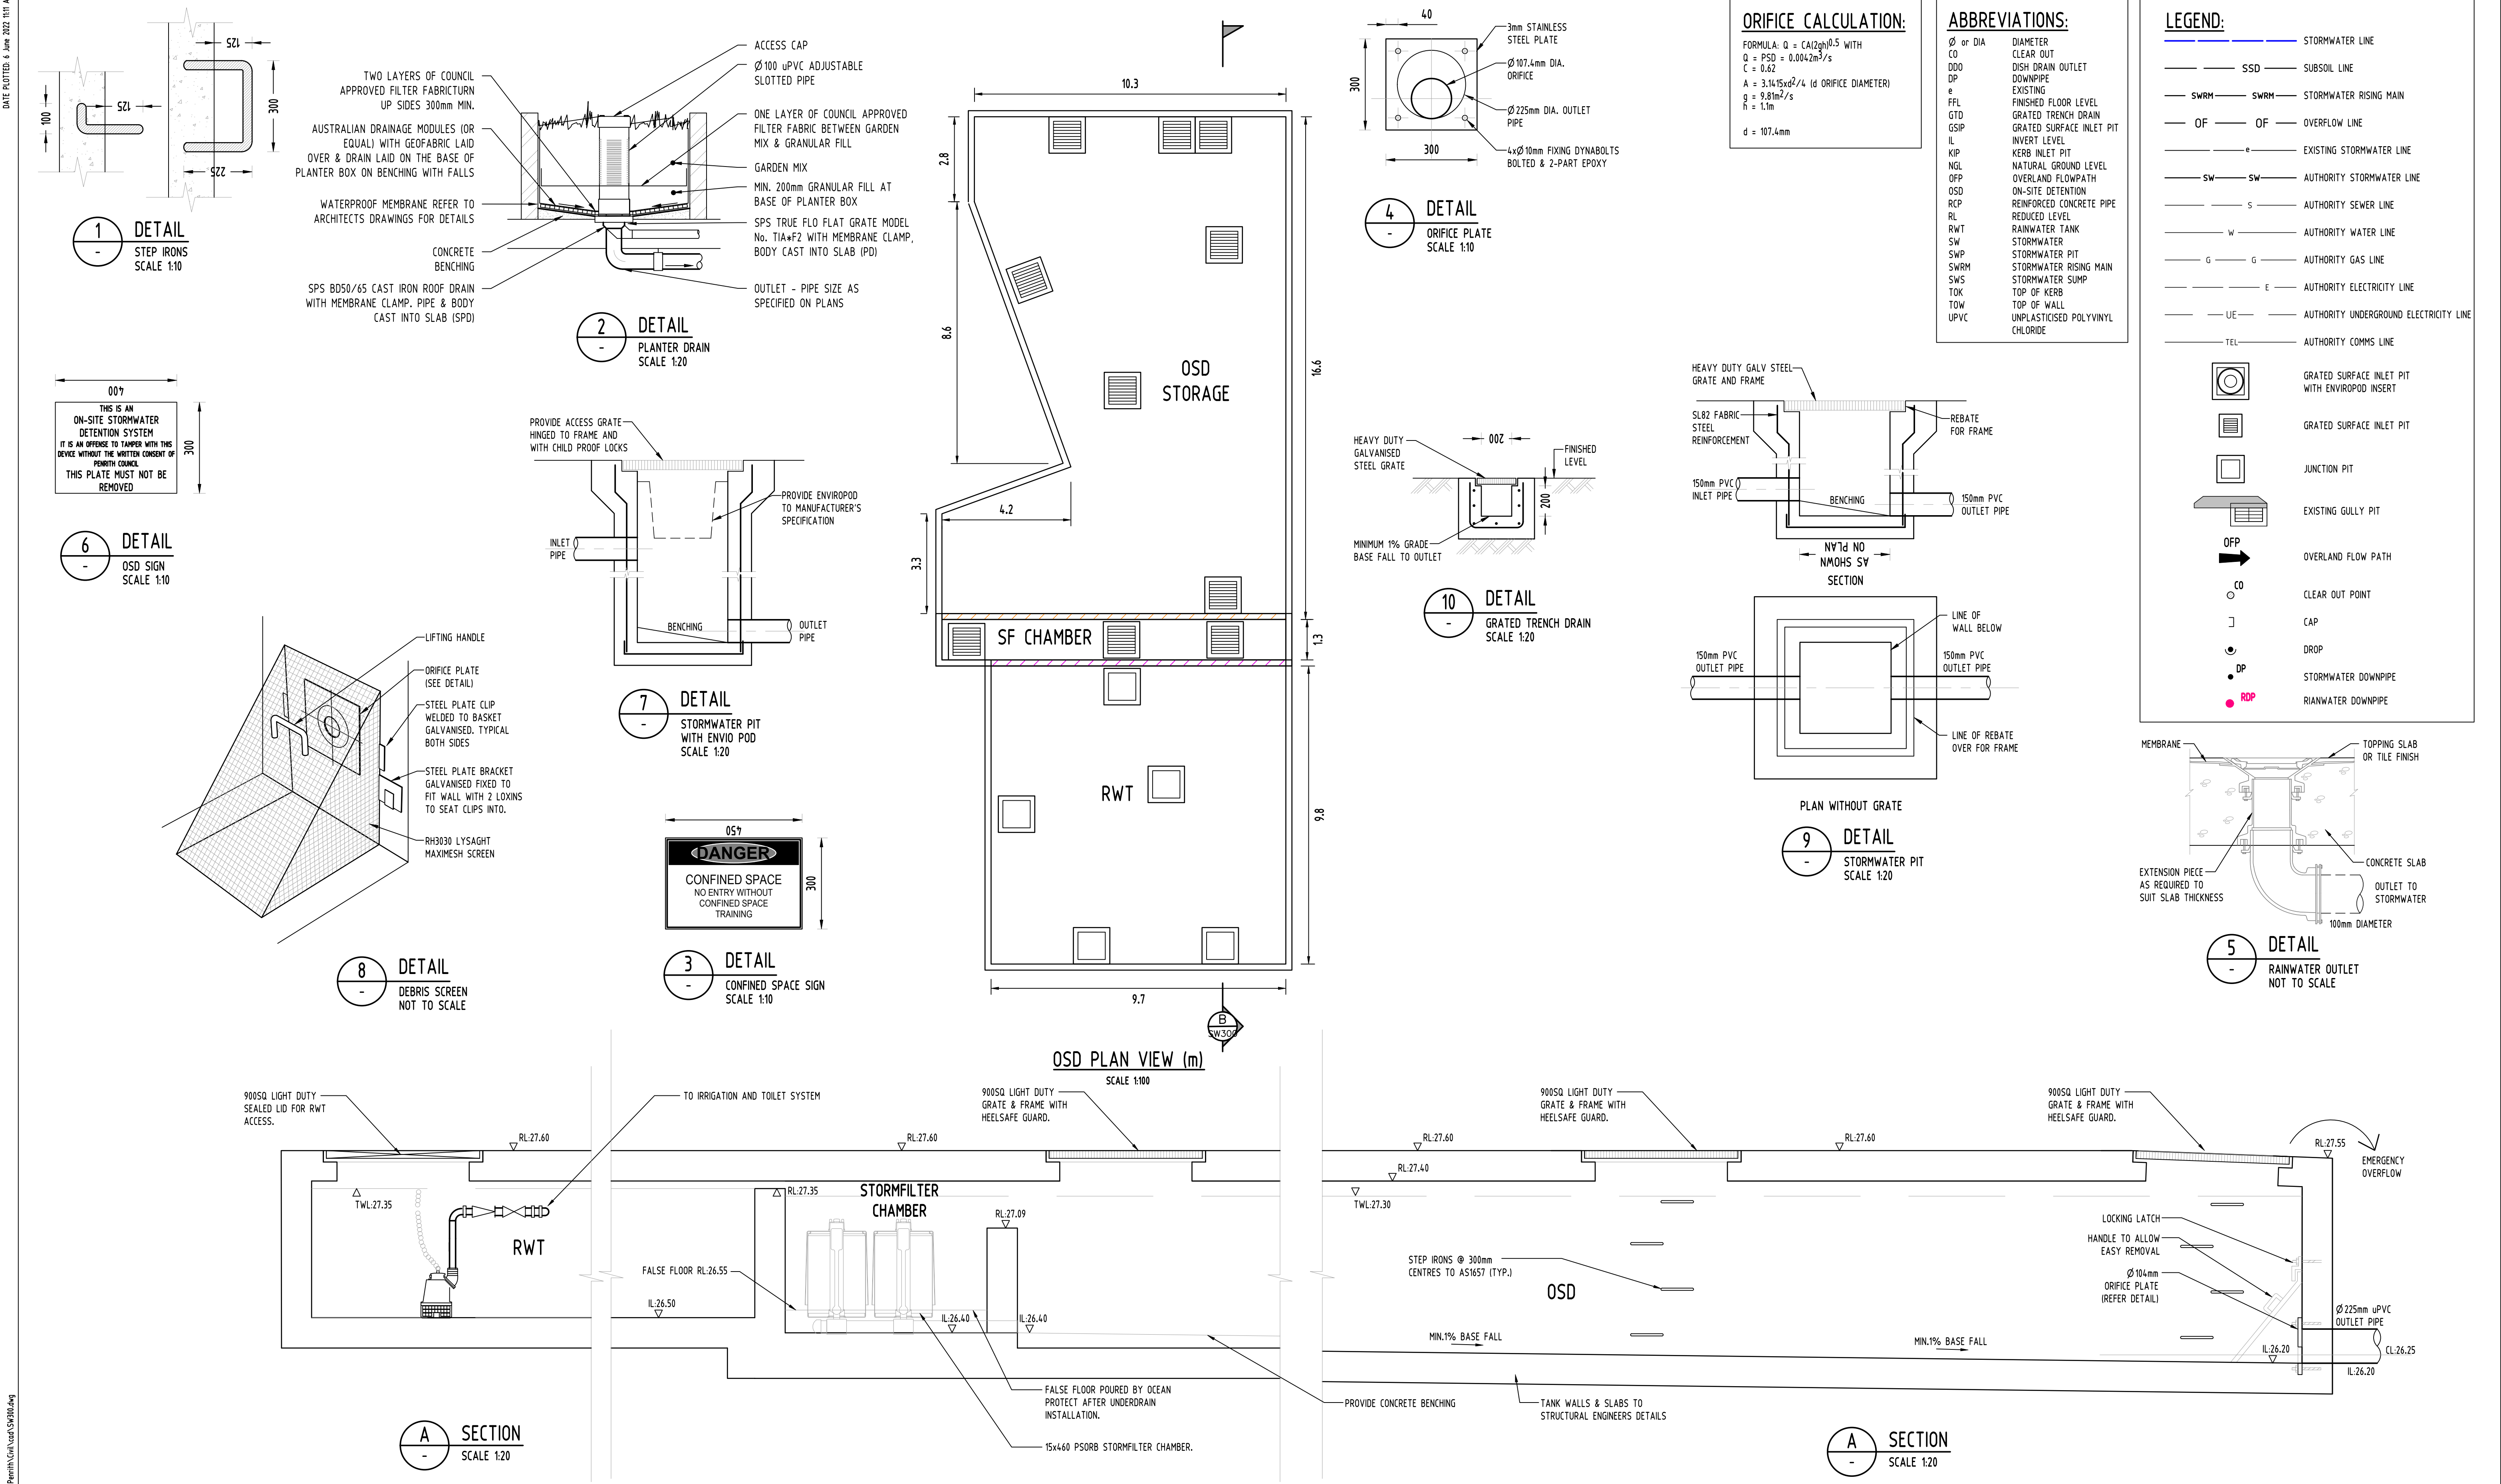 DATE PLOTTED: 6 June 2022 11:11 A
Penrith\Civil\cad\SW300.dwg
125
125
100
300
225
1
-
DETAIL
STEP IRONS
SCALE 1:10
TWO LAYERS OF COUNCIL
APPROVED FILTER FABRICTURN
UP SIDES 300mm MIN.
AUSTRALIAN DRAINAGE MODULES (OR
EQUAL) WITH GEOFABRIC LAID
OVER & DRAIN LAID ON THE BASE OF
PLANTER BOX ON BENCHING WITH FALLS
WATERPROOF MEMBRANE REFER TO
ARCHITECTS DRAWINGS FOR DETAILS
CONCRETE
BENCHING
SPS BD50/65 CAST IRON ROOF DRAIN
WITH MEMBRANE CLAMP. PIPE & BODY
CAST INTO SLAB (SPD)
ACCESS CAP
Ø100 uPVC ADJUSTABLE
SLOTTED PIPE
ONE LAYER OF COUNCIL APPROVED
FILTER FABRIC BETWEEN GARDEN
MIX & GRANULAR FILL
GARDEN MIX
MIN. 200mm GRANULAR FILL AT
BASE OF PLANTER BOX
SPS TRUE FLO FLAT GRATE MODEL
No. TIA*F2 WITH MEMBRANE CLAMP,
BODY CAST INTO SLAB (PD)
OUTLET - PIPE SIZE AS
SPECIFIED ON PLANS
2
-
DETAIL
PLANTER DRAIN
SCALE 1:20
400
300
THIS IS AN
ON-SITE STORMWATER
DETENTION SYSTEM
IT IS AN OFFENSE TO TAMPER WITH THIS
DEVICE WITHOUT THE WRITTEN CONSENT OF
PENRITH COUNCIL
THIS PLATE MUST NOT BE
REMOVED
6
-
DETAIL
OSD SIGN
SCALE 1:10
PROVIDE ACCESS GRATE
HINGED TO FRAME AND
WITH CHILD PROOF LOCKS
PROVIDE ENVIROPOD
TO MANUFACTURER'S
SPECIFICATION
INLET
PIPE
BENCHING
OUTLET
PIPE
7
-
DETAIL
STORMWATER PIT
WITH ENVIO POD
SCALE 1:20
LIFTING HANDLE
ORIFICE PLATE
(SEE DETAIL)
STEEL PLATE CLIP
WELDED TO BASKET
GALVANISED. TYPICAL
BOTH SIDES
STEEL PLATE BRACKET
GALVANISED FIXED TO
FIT WALL WITH 2 LOXINS
TO SEAT CLIPS INTO.
RH3030 LYSAGHT
MAXIMESH SCREEN
8
-
DETAIL
DEBRIS SCREEN
NOT TO SCALE
450
300
DANGER
CONFINED SPACE
NO ENTRY WITHOUT
CONFINED SPACE
TRAINING
3
-
DETAIL
CONFINED SPACE SIGN
SCALE 1:10
10.3
2.8
8.6
16.6
OSD
STORAGE
4.2
3.3
SF CHAMBER
1.3
RWT
9.8
9.7
B
SW300
OSD PLAN VIEW (m)
SCALE 1:100
40
300
300
3mm STAINLESS
STEEL PLATE
Ø107.4mm DIA.
ORIFICE
Ø225mm DIA. OUTLET
PIPE
4xØ10mm FIXING DYNABOLTS
BOLTED & 2-PART EPOXY
4
-
DETAIL
ORIFICE PLATE
SCALE 1:10
ORIFICE CALCULATION:
FORMULA: Q = CA(2gh)0.5 WITH
Q = PSD = 0.0042m3/s
C = 0.62
A = 3.1415xd2/4 (d ORIFICE DIAMETER)
g = 9.81m2/s
h = 1.1m
d = 107.4mm
ABBREVIATIONS:
Ø or DIA DIAMETER
CO CLEAR OUT
DDO DISH DRAIN OUTLET
DP DOWNPIPE
e EXISTING
FFL FINISHED FLOOR LEVEL
GTD GRATED TRENCH DRAIN
GSIP GRATED SURFACE INLET PIT
IL INVERT LEVEL
KIP KERB INLET PIT
NGL NATURAL GROUND LEVEL
OFP OVERLAND FLOWPATH
OSD ON-SITE DETENTION
RCP REINFORCED CONCRETE PIPE
RL REDUCED LEVEL
RWT RAINWATER TANK
SW STORMWATER
SWP STORMWATER PIT
SWRM STORMWATER RISING MAIN
SWS STORMWATER SUMP
TOK TOP OF KERB
TOW TOP OF WALL
UPVC UNPLASTICISED POLYVINYL
CHLORIDE
LEGEND:
STORMWATER LINE
SSD SUBSOIL LINE
SWRM SWRM STORMWATER RISING MAIN
OF OF OVERFLOW LINE
e EXISTING STORMWATER LINE
SW SW AUTHORITY STORMWATER LINE
S AUTHORITY SEWER LINE
W AUTHORITY WATER LINE
G G AUTHORITY GAS LINE
E AUTHORITY ELECTRICITY LINE
UE AUTHORITY UNDERGROUND ELECTRICITY LINE
TEL AUTHORITY COMMS LINE
GRATED SURFACE INLET PIT
WITH ENVIROPOD INSERT
GRATED SURFACE INLET PIT
JUNCTION PIT
EXISTING GULLY PIT
OFP
OVERLAND FLOW PATH
CO
CLEAR OUT POINT
CAP
DROP
DP
STORMWATER DOWNPIPE
RDP
RIANWATER DOWNPIPE
200
200
HEAVY DUTY
GALVANISED
STEEL GRATE
FINISHED
LEVEL
MINIMUM 1% GRADE
BASE FALL TO OUTLET
10
-
DETAIL
GRATED TRENCH DRAIN
SCALE 1:20
HEAVY DUTY GALV STEEL
GRATE AND FRAME
SL82 FABRIC
STEEL
REINFORCEMENT
REBATE
FOR FRAME
150mm PVC
INLET PIPE
BENCHING
150mm PVC
OUTLET PIPE
AS SHOWN
ON PLAN
SECTION
LINE OF
WALL BELOW
150mm PVC
OUTLET PIPE
150mm PVC
OUTLET PIPE
LINE OF REBATE
OVER FOR FRAME
PLAN WITHOUT GRATE
9
-
DETAIL
STORMWATER PIT
SCALE 1:20
MEMBRANE
TOPPING SLAB
OR TILE FINISH
CONCRETE SLAB
EXTENSION PIECE
AS REQUIRED TO
SUIT SLAB THICKNESS
OUTLET TO
STORMWATER
100mm DIAMETER
5
-
DETAIL
RAINWATER OUTLET
NOT TO SCALE
900SQ LIGHT DUTY
SEALED LID FOR RWT
ACCESS.
TO IRRIGATION AND TOILET SYSTEM
900SQ LIGHT DUTY
GRATE & FRAME WITH
HEELSAFE GUARD.
900SQ LIGHT DUTY
GRATE & FRAME WITH
HEELSAFE GUARD.
900SQ LIGHT DUTY
GRATE & FRAME WITH
HEELSAFE GUARD.
RL:27.60
RL:27.60
RL:27.60
RL:27.60
RL:27.55
EMERGENCY
OVERFLOW
RL:27.40
TWL:27.35
RL:27.35
STORMFILTER
CHAMBER
RL:27.09
TWL:27.30
RWT
FALSE FLOOR RL:26.55
IL:26.50
IL:26.40
IL:26.40
STEP IRONS @ 300mm
CENTRES TO AS1657 (TYP.)
OSD
LOCKING LATCH
HANDLE TO ALLOW
EASY REMOVAL
Ø104mm
ORIFICE PLATE
(REFER DETAIL)
Ø225mm uPVC
OUTLET PIPE
MIN.1% BASE FALL
MIN.1% BASE FALL
IL:26.20
CL:26.25
IL:26.20
FALSE FLOOR POURED BY OCEAN
PROTECT AFTER UNDERDRAIN
INSTALLATION.
15x460 PSORB STORMFILTER CHAMBER.
PROVIDE CONCRETE BENCHING
TANK WALLS & SLABS TO
STRUCTURAL ENGINEERS DETAILS
A
-
SECTION
SCALE 1:20
A
-
SECTION
SCALE 1:20